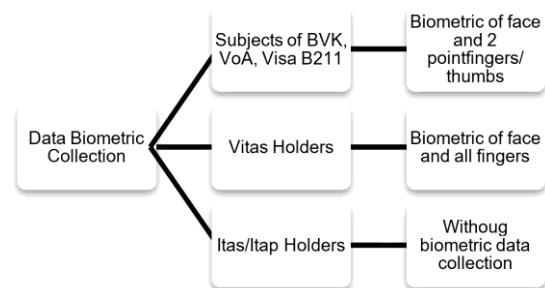 Subjects of BVK,
VoA, Visa B211
Biometric of face
and 2
pointfingers/
thumbs
Data Biometric
Collection
Vitas Holders
Biometric of face
and all fingers
Itas/Itap Holders
Withoug
biometric data
collection